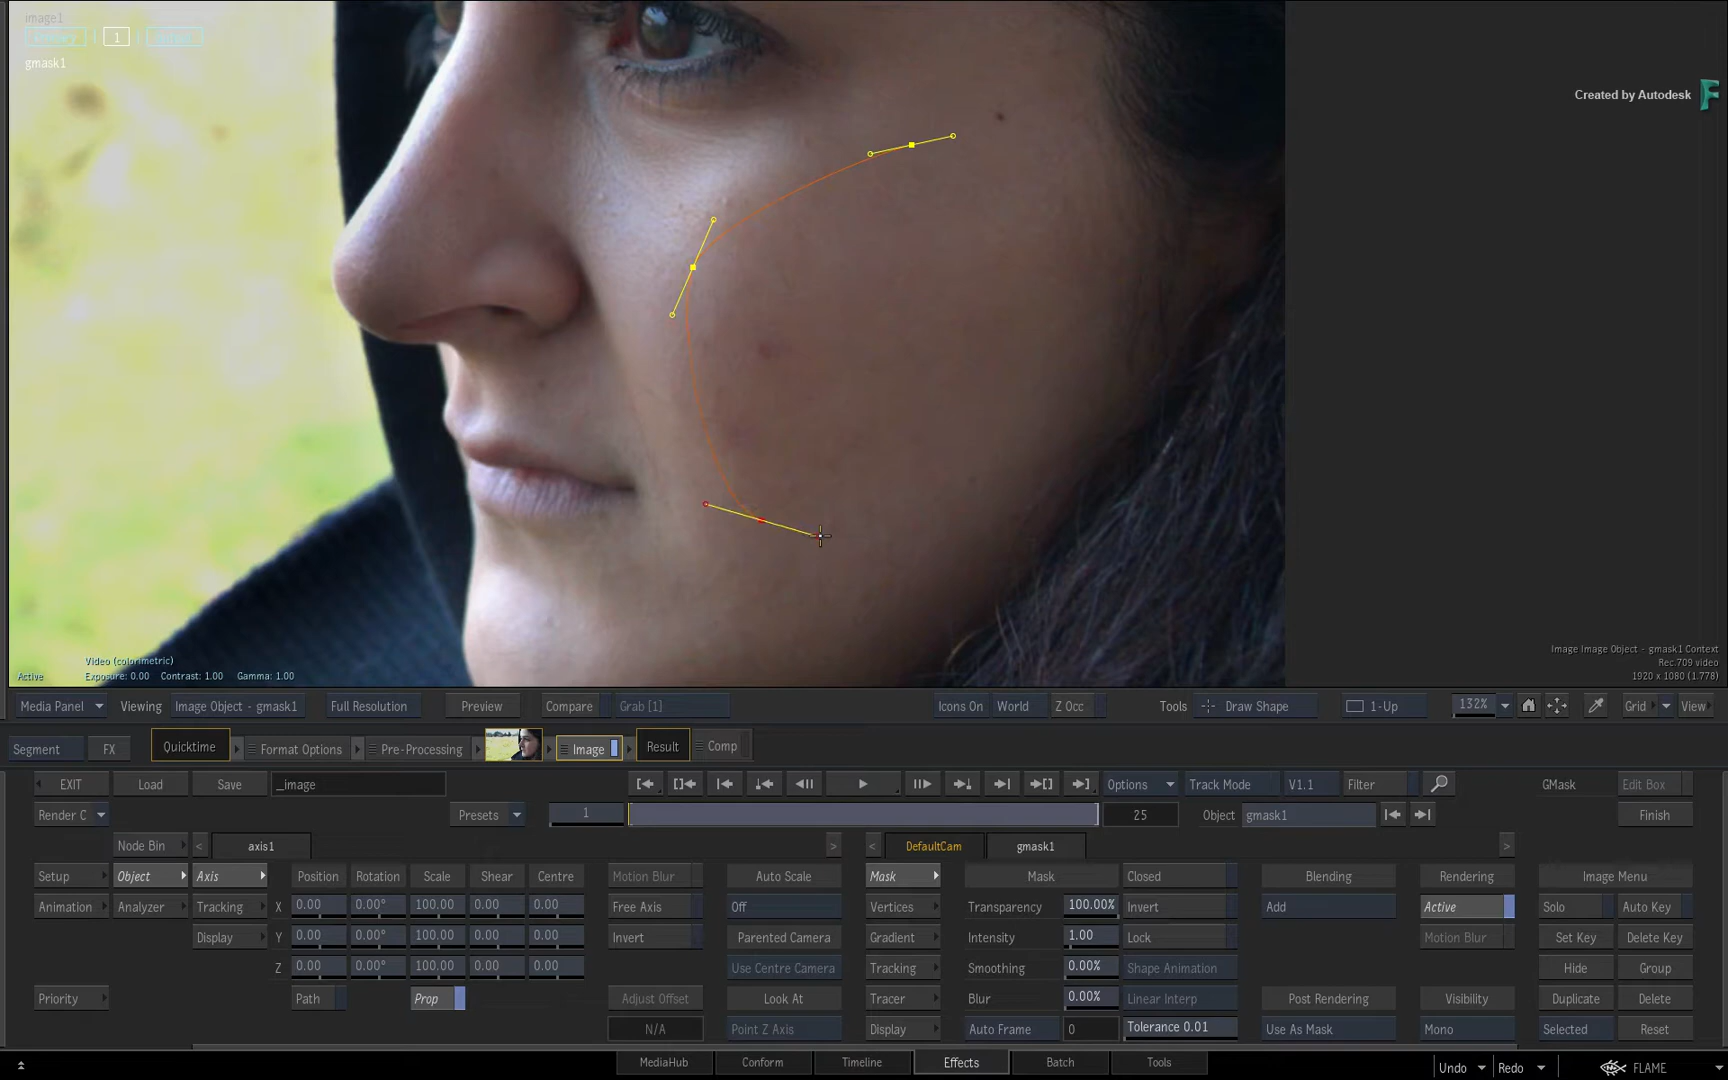 image1
Primary | 1 | Output
gmask1
Created by Autodesk
Video (colorimetric)
Active Exposure: 0.00 Contrast: 1.00 Gamma: 1.00
Image Image Object - gmask1 Context
Rec.709 video
1920 x 1080 (1.778)
Media Panel Viewing Image Object - gmask1 Full Resolution Preview Compare Grab [1] Icons On World Z Occ Tools Draw Shape 1-Up 132% Grid View
Segment FX Quicktime Format Options Pre-Processing Image Result Comp
EXIT Load Save _image Options Track Mode V1.1 Filter GMask Edit Box
Render C Presets 1 25 Object gmask1 Finish
Node Bin < axis1 > < DefaultCam gmask1 >
Setup Object Axis Position Rotation Scale Shear Centre Motion Blur Auto Scale Mask Mask Closed Blending Rendering Image Menu
Animation Analyzer Tracking X 0.00 0.00° 100.00 0.00 0.00 Free Axis Off Vertices Transparency 100.00% Invert Add Active Solo Auto Key
Display Y 0.00 0.00° 100.00 0.00 0.00 Invert Parented Camera Gradient Intensity 1.00 Lock Motion Blur Set Key Delete Key
Z 0.00 0.00° 100.00 0.00 0.00 Use Centre Camera Tracking Smoothing 0.00% Shape Animation Hide Group
Priority Path Prop Adjust Offset Look At Tracer Blur 0.00% Linear Interp Post Rendering Visibility Duplicate Delete
N/A Point Z Axis Display Auto Frame 0 Tolerance 0.01 Use As Mask Mono Selected Reset
MediaHub Conform Timeline Effects Batch Tools Undo Redo FLAME